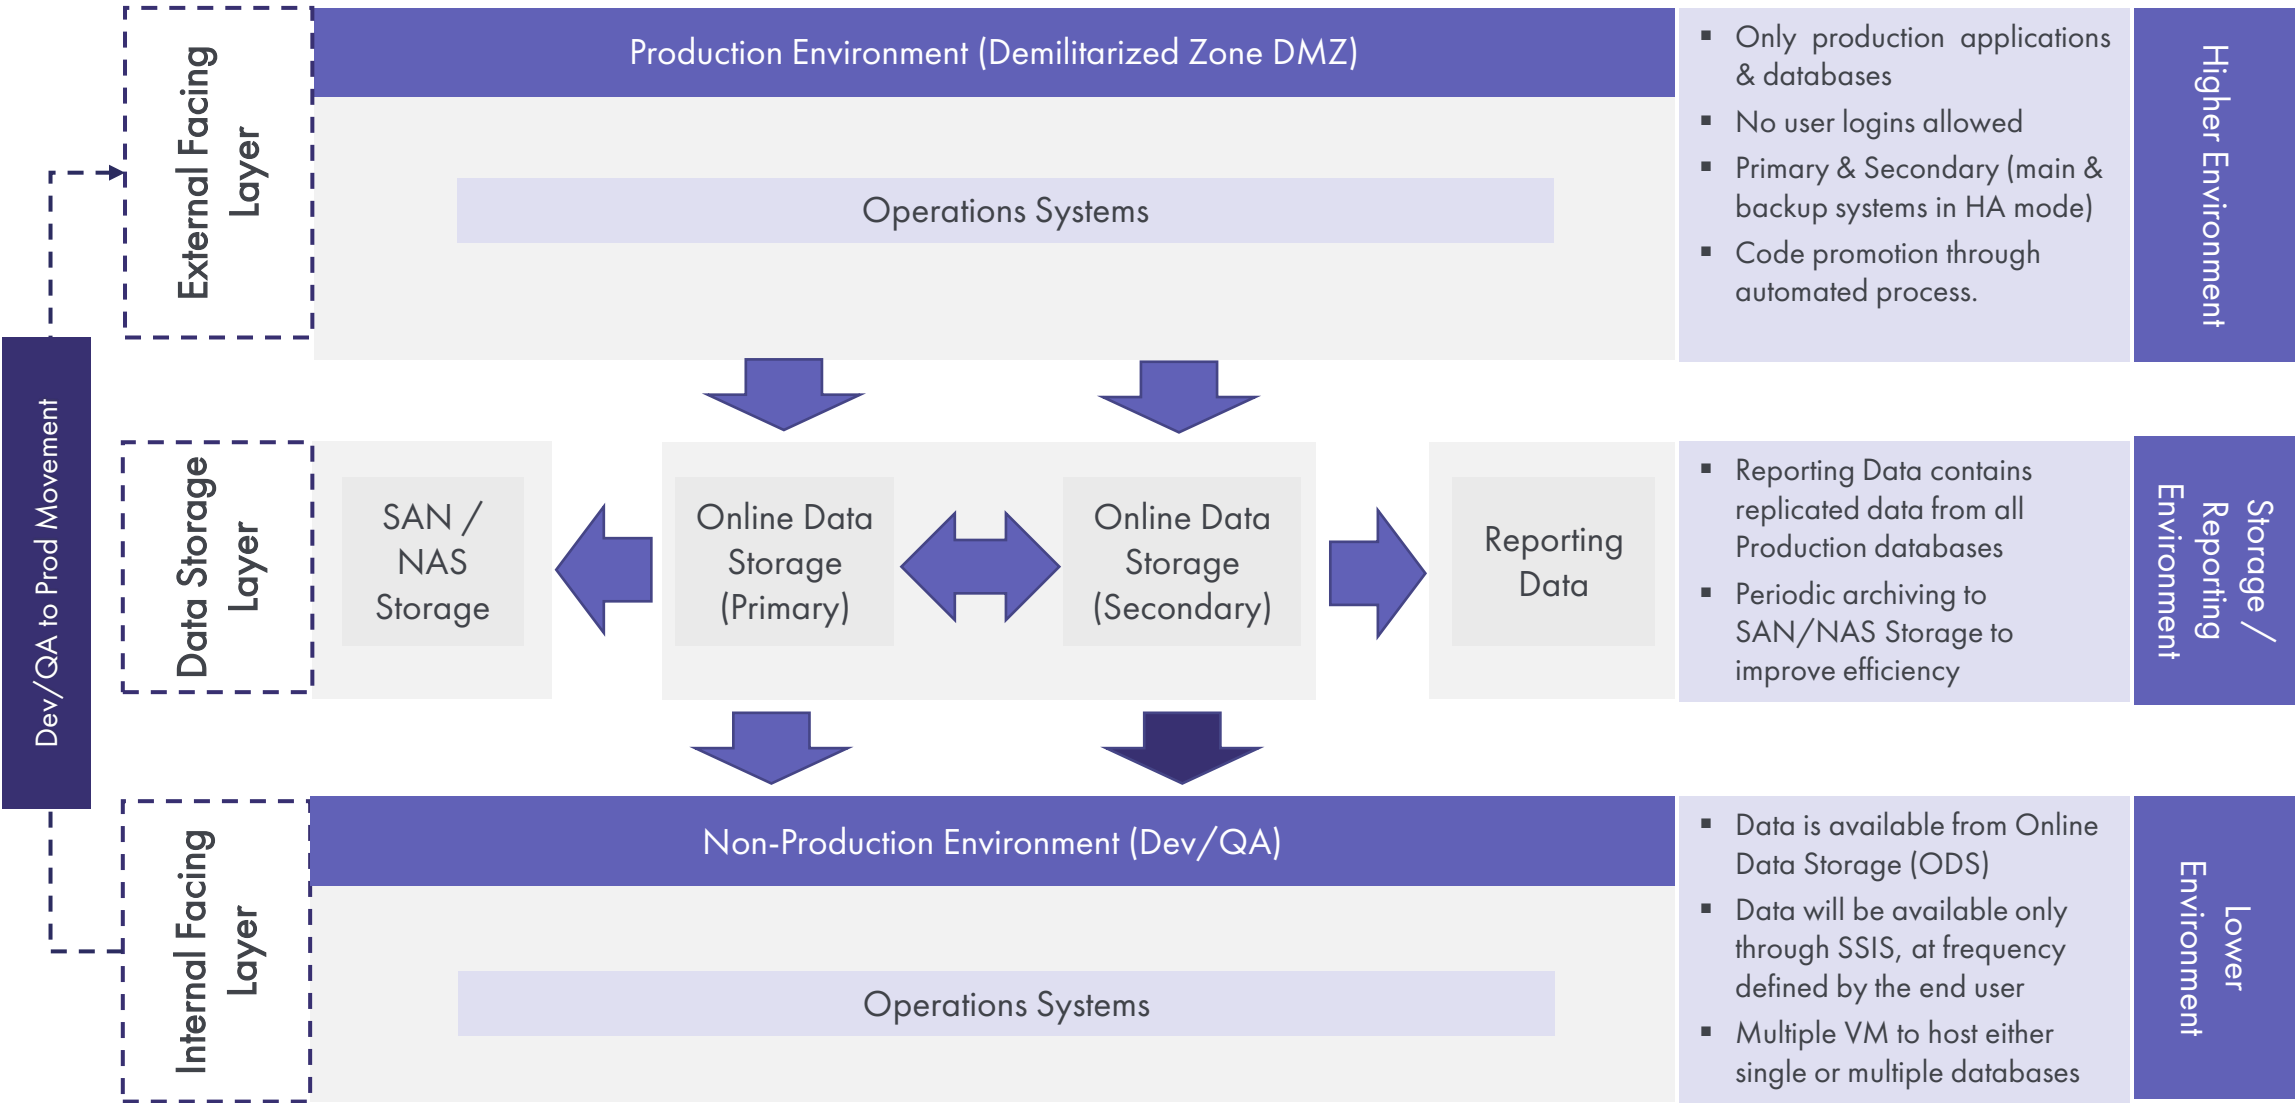 Production Environment (Demilitarized Zone DMZ)
External Facing
Layer
Operations Systems
▪ Only production applications
& databases
▪ No user logins allowed
▪ Primary & Secondary (main &
backup systems in HA mode)
▪ Code promotion through
automated process.
Higher Environment
Dev/QA to Prod Movement
Data Storage
Layer
SAN /
NAS
Storage
Online Data
Storage
(Primary)
Online Data
Storage
(Secondary)
Reporting
Data
▪ Reporting Data contains
replicated data from all
Production databases
▪ Periodic archiving to
SAN/NAS Storage to
improve efficiency
Storage /
Reporting
Environment
Non-Production Environment (Dev/QA)
Internal Facing
Layer
Operations Systems
▪ Data is available from Online
Data Storage (ODS)
▪ Data will be available only
through SSIS, at frequency
defined by the end user
▪ Multiple VM to host either
single or multiple databases
Lower
Environment